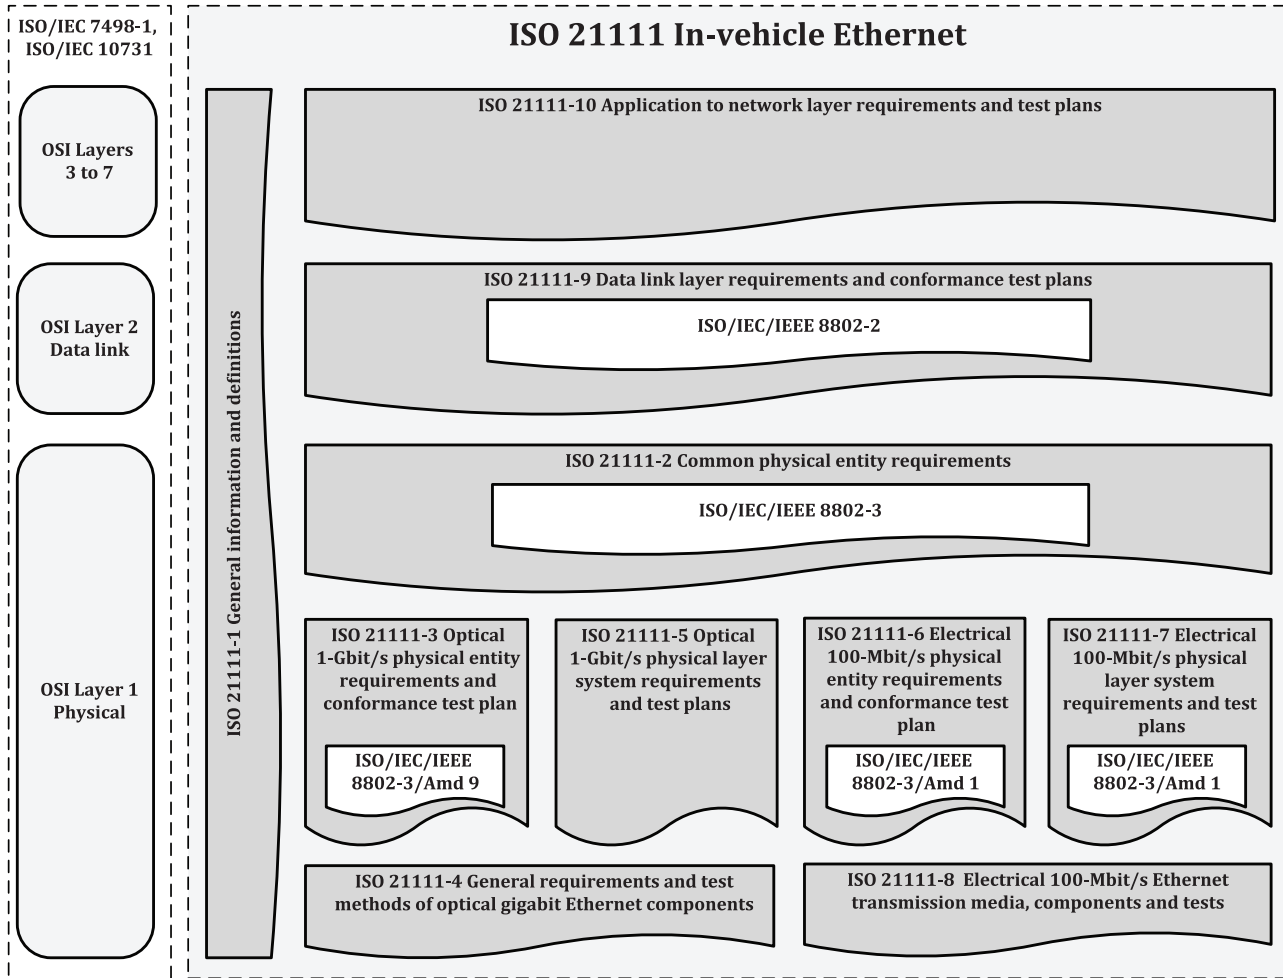 ISO/IEC 7498-1,
ISO/IEC 10731
OSI Layers
3 to 7
OSI Layer 2
Data link
OSI Layer 1
Physical
ISO 21111 In-vehicle Ethernet
ISO 21111-1 General information and definitions
ISO 21111-10 Application to network layer requirements and test plans
ISO 21111-9 Data link layer requirements and conformance test plans
ISO/IEC/IEEE 8802-2
ISO 21111-2 Common physical entity requirements
ISO/IEC/IEEE 8802-3
ISO 21111-3 Optical
1-Gbit/s physical entity
requirements and
conformance test plan
ISO/IEC/IEEE
8802-3/Amd 9
ISO 21111-5 Optical
1-Gbit/s physical layer
system requirements
and test plans
ISO 21111-6 Electrical
100-Mbit/s physical
entity requirements
and conformance test
plan
ISO/IEC/IEEE
8802-3/Amd 1
ISO 21111-7 Electrical
100-Mbit/s physical
layer system
requirements and test
plans
ISO/IEC/IEEE
8802-3/Amd 1
ISO 21111-4 General requirements and test
methods of optical gigabit Ethernet components
ISO 21111-8 Electrical 100-Mbit/s Ethernet
transmission media, components and tests